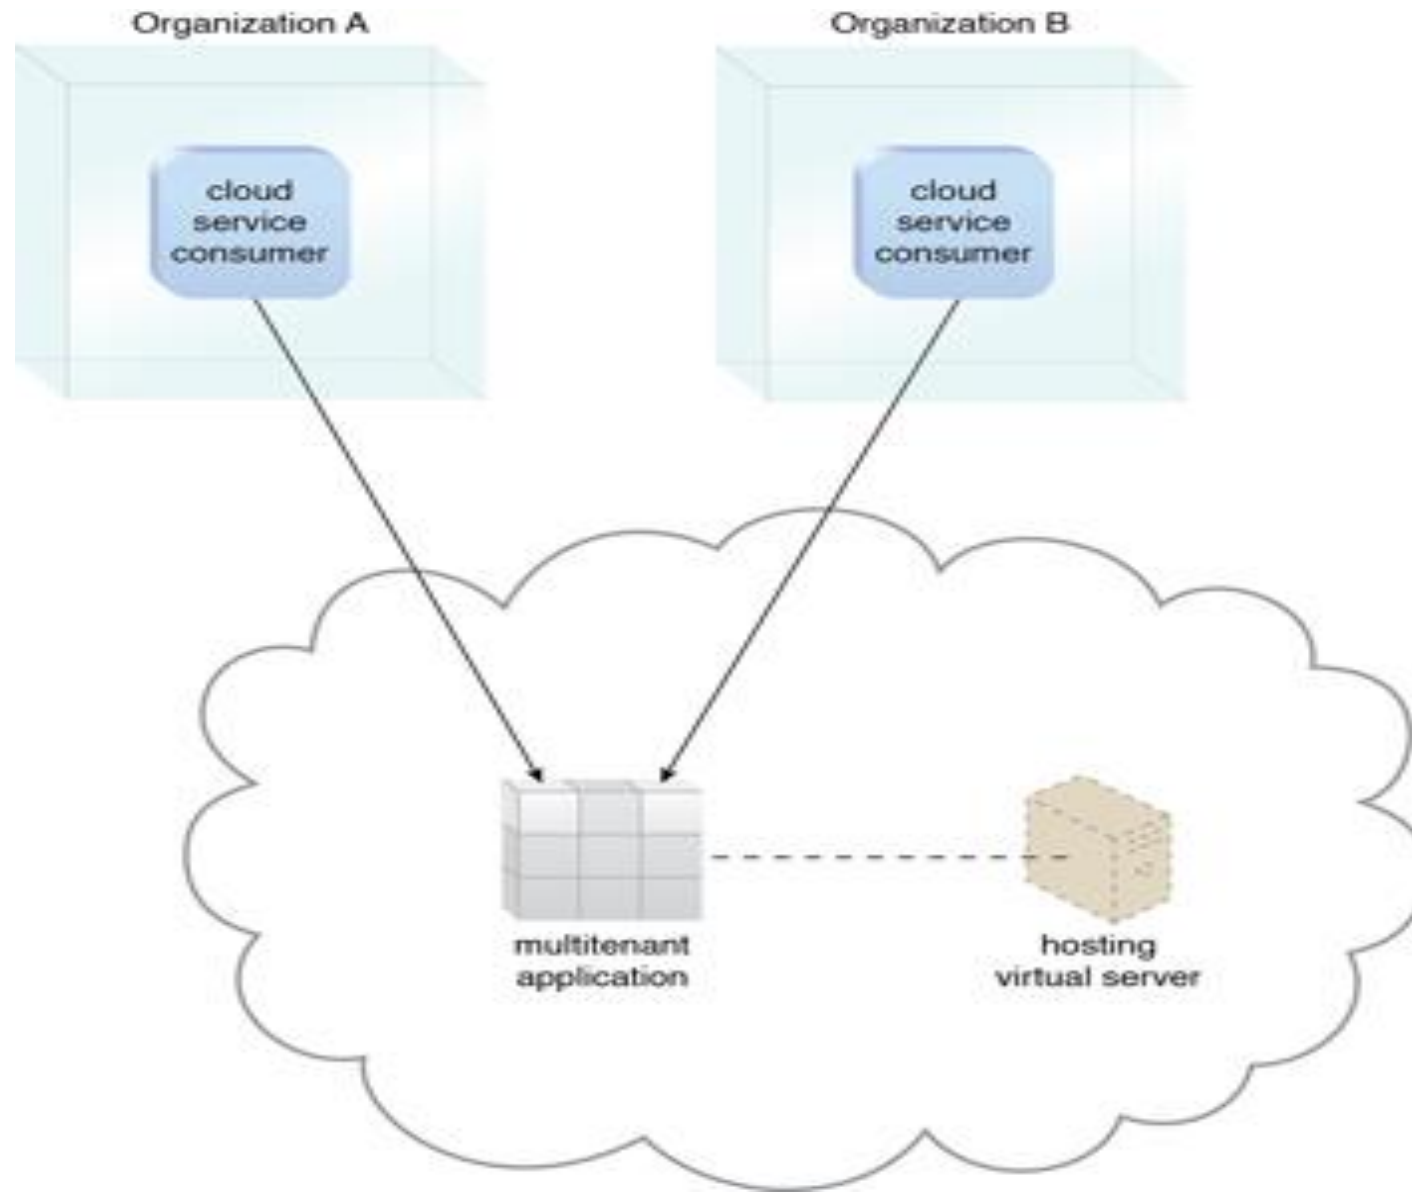 Organization A
Organization B
cloud
service
consumer
cloud
service
consumer
multitenant
application
hosting
virtual server